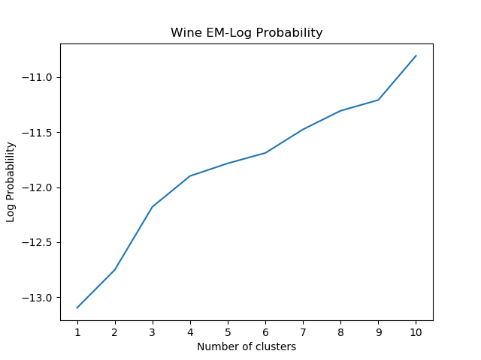 Wine EM-Log Probability
Log Probablility
−11.0
−11.5
−12.0
−12.5
−13.0
1 2 3 4 5 6 7 8 9 10
Number of clusters